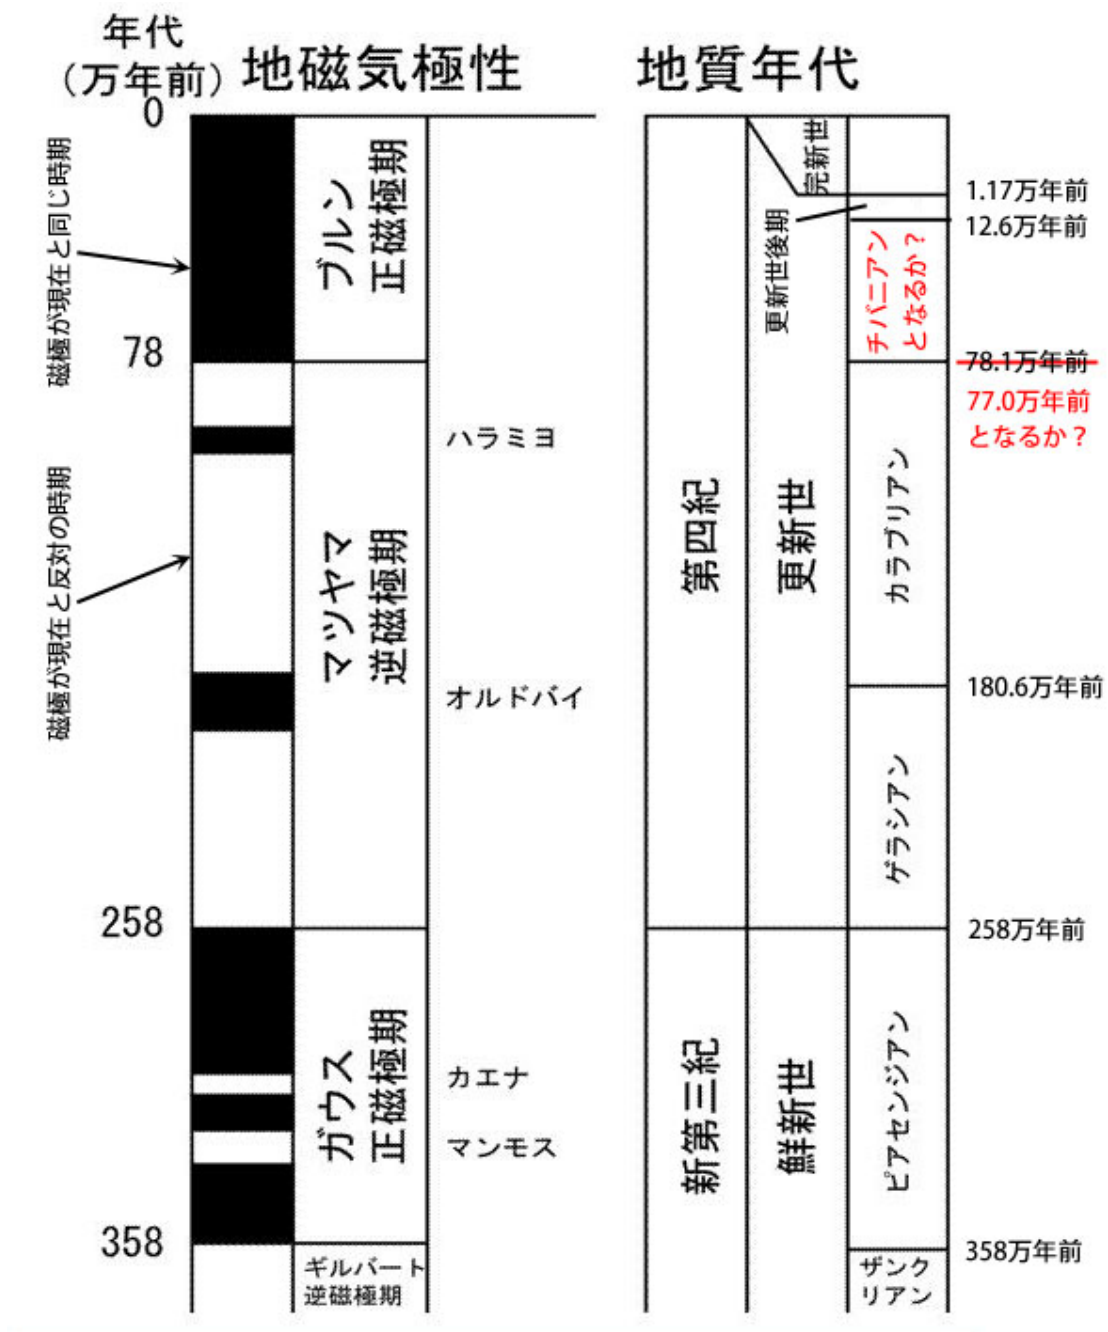 年代
（万年前）
地磁気極性
地質年代
0
78
258
358
磁極が現在と同じ時期
磁極が現在と反対の時期
ブルン
正磁極期
マツヤマ
逆磁極期
ガウス
正磁極期
ギルバート
逆磁極期
ハラミヨ
オルドバイ
カエナ
マンモス
第四紀
新第三紀
完新世
更新世後期
更新世
鮮新世
チバニアン
となるか？
カラブリアン
ゲラシアン
ピアセンジアン
ザンク
リアン
1.17万年前
12.6万年前
78.1万年前
77.0万年前
となるか？
180.6万年前
258万年前
358万年前